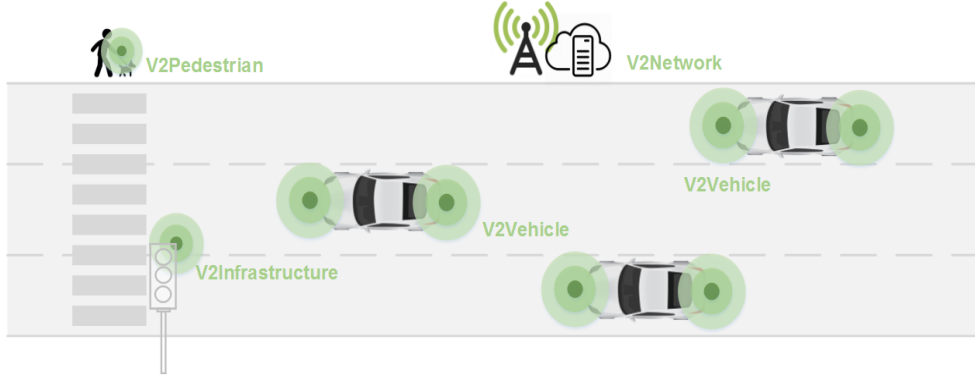 V2Pedestrian
V2Network
V2Vehicle
V2Vehicle
V2Infrastructure